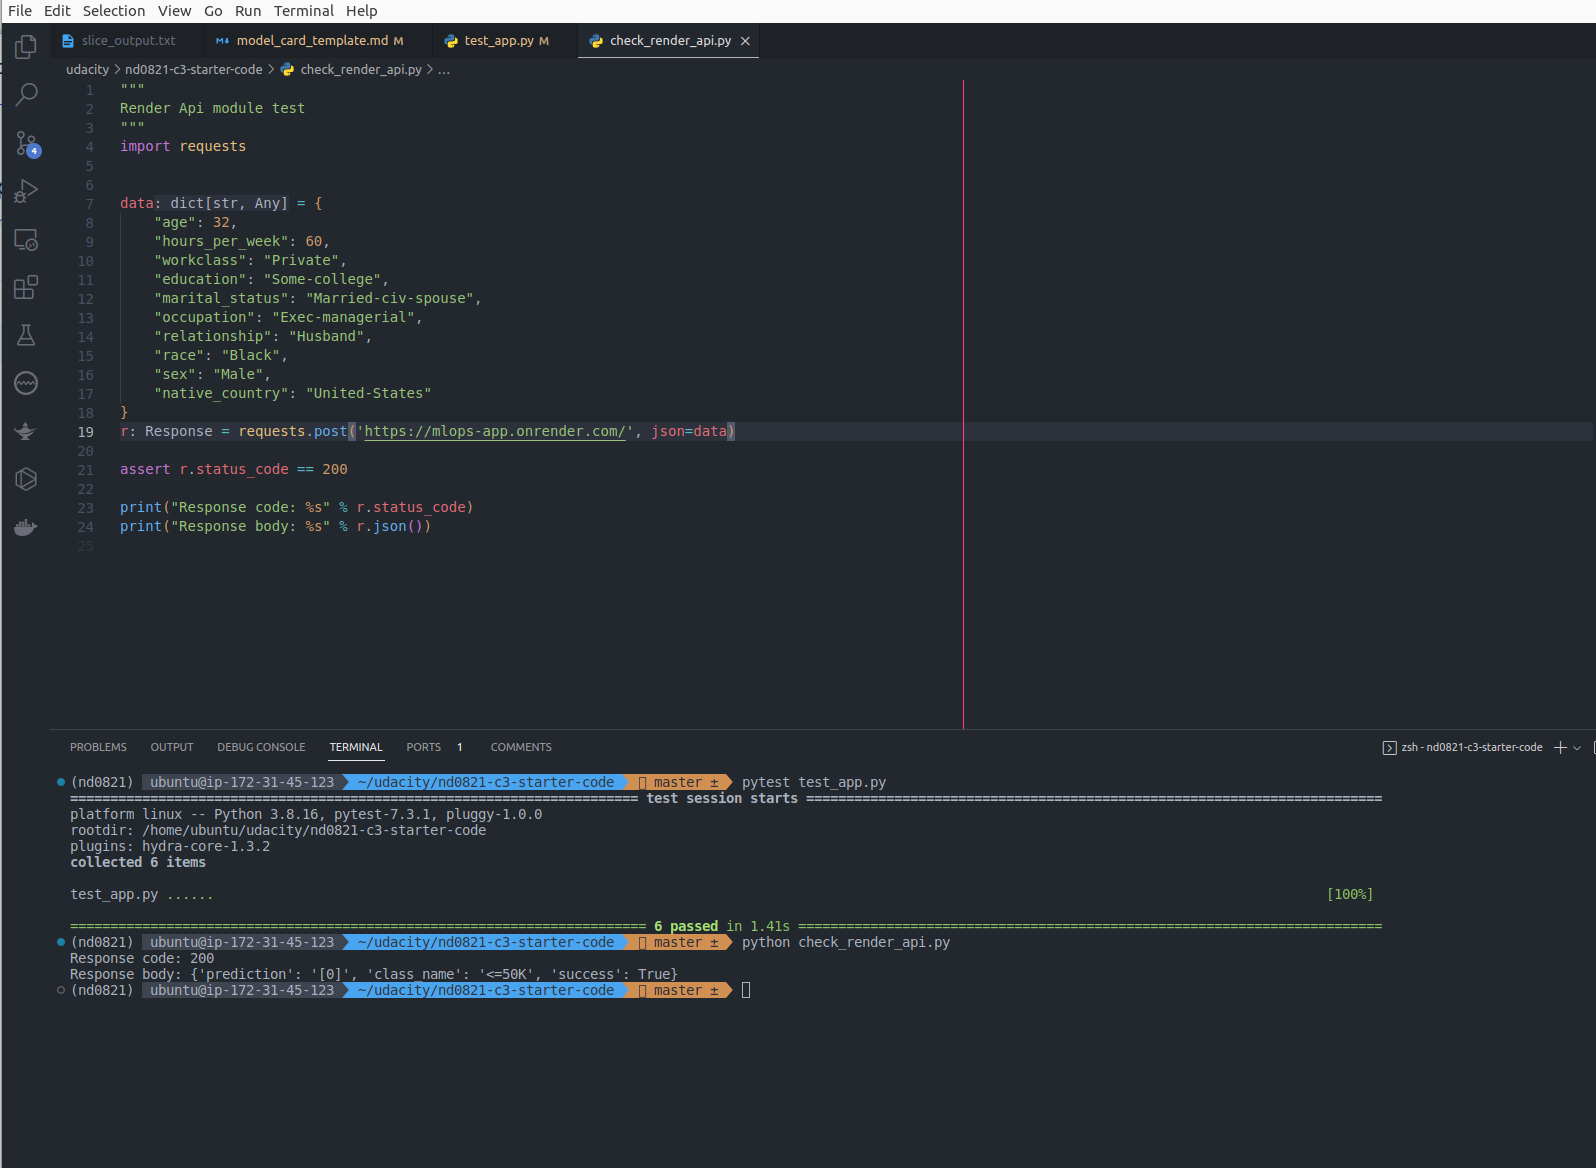 File Edit Selection View Go Run Terminal Help
slice_output.txt model_card_template.md M test_app.py M check_render_api.py
udacity > nd0821-c3-starter-code > check_render_api.py > ...
1 """
2 Render Api module test
3 """
4 import requests
5
6
7 data: dict[str, Any] = {
8 "age": 32,
9 "hours_per_week": 60,
10 "workclass": "Private",
11 "education": "Some-college",
12 "marital_status": "Married-civ-spouse",
13 "occupation": "Exec-managerial",
14 "relationship": "Husband",
15 "race": "Black",
16 "sex": "Male",
17 "native_country": "United-States"
18 }
19 r: Response = requests.post('https://mlops-app.onrender.com/', json=data)
20
21 assert r.status_code == 200
22
23 print("Response code: %s" % r.status_code)
24 print("Response body: %s" % r.json())
25
4
PROBLEMS OUTPUT DEBUG CONSOLE TERMINAL PORTS 1 COMMENTS zsh - nd0821-c3-starter-code
(nd0821) ubuntu@ip-172-31-45-123 ~/udacity/nd0821-c3-starter-code master ± pytest test_app.py
======================================================================= test session starts ========================================================================
platform linux -- Python 3.8.16, pytest-7.3.1, pluggy-1.0.0
rootdir: /home/ubuntu/udacity/nd0821-c3-starter-code
plugins: hydra-core-1.3.2
collected 6 items
test_app.py ...... [100%]
======================================================================== 6 passed in 1.41s =========================================================================
(nd0821) ubuntu@ip-172-31-45-123 ~/udacity/nd0821-c3-starter-code master ± python check_render_api.py
Response code: 200
Response body: {'prediction': '[0]', 'class_name': '<=50K', 'success': True}
(nd0821) ubuntu@ip-172-31-45-123 ~/udacity/nd0821-c3-starter-code master ±